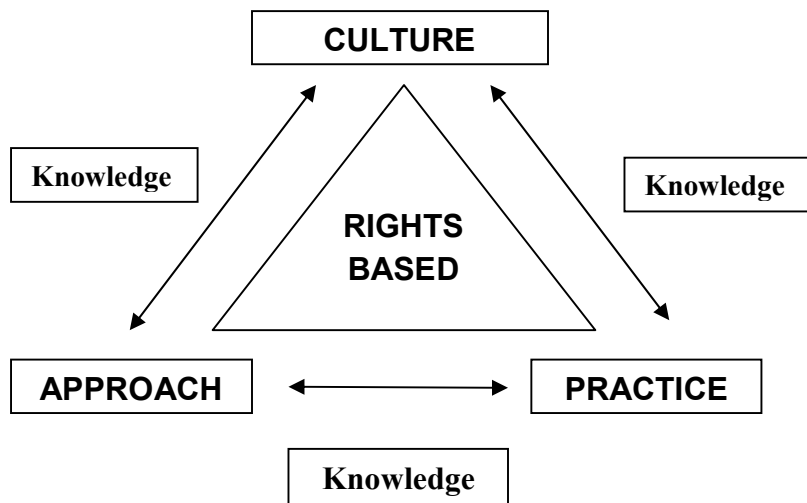 CULTURE
Knowledge
Knowledge
RIGHTS
BASED
APPROACH
PRACTICE
Knowledge